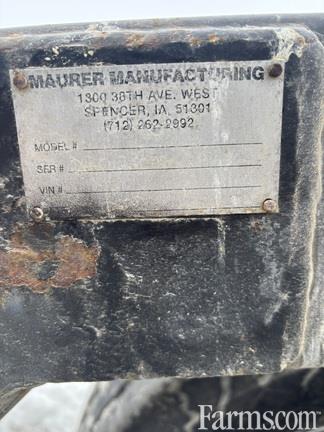 MAURER MANUFACTURING
1300 38TH AVE. WEST
SPENCER, IA. 51301
(712) 262-2992
MODEL #
SER #
VIN #
Farms.com